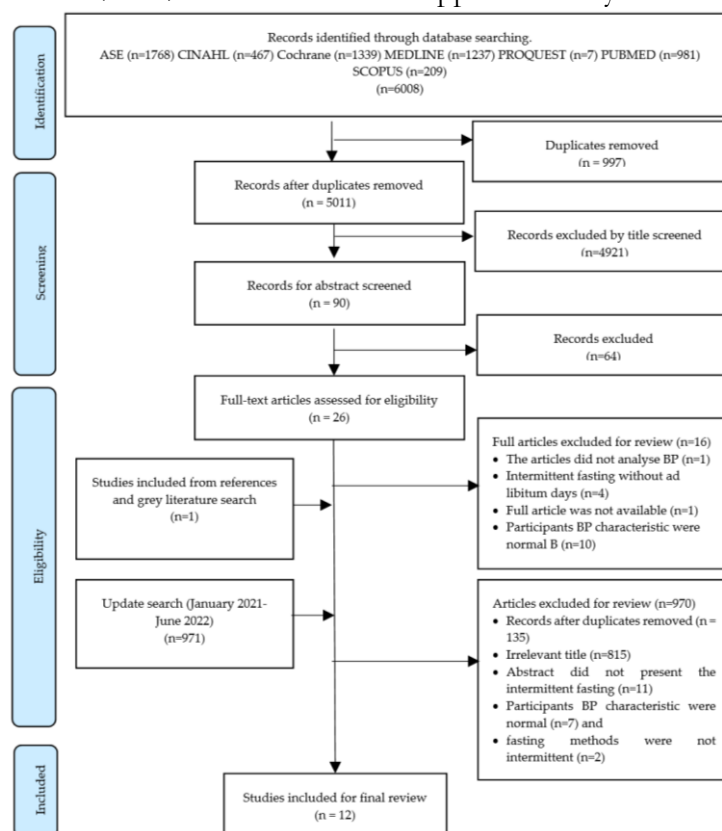 Identification
Records identified through database searching.
ASE (n=1768) CINAHL (n=467) Cochrane (n=1339) MEDLINE (n=1237) PROQUEST (n=7) PUBMED (n=981)
SCOPUS (n=209)
(n=6008)
Duplicates removed
(n = 997)
Screening
Records after duplicates removed
(n = 5011)
Records excluded by title screened
(n=4921)
Records for abstract screened
(n = 90)
Records excluded
(n=64)
Eligibility
Full-text articles assessed for eligibility
(n = 26)
Full articles excluded for review (n=16)
• The articles did not analyse BP (n=1)
• Intermittent fasting without ad
libitum days (n=4)
• Full article was not available (n=1)
• Participants BP characteristic were
normal B (n=10)
Studies included from references
and grey literature search
(n=1)
Update search (January 2021-
June 2022)
(n=971)
Articles excluded for review (n=970)
• Records after duplicates removed (n =
135)
• Irrelevant title (n=815)
• Abstract did not present the
intermittent fasting (n=11)
• Participants BP characteristic were
normal (n=7) and
• fasting methods were not
intermittent (n=2)
Included
Studies included for final review
(n = 12)